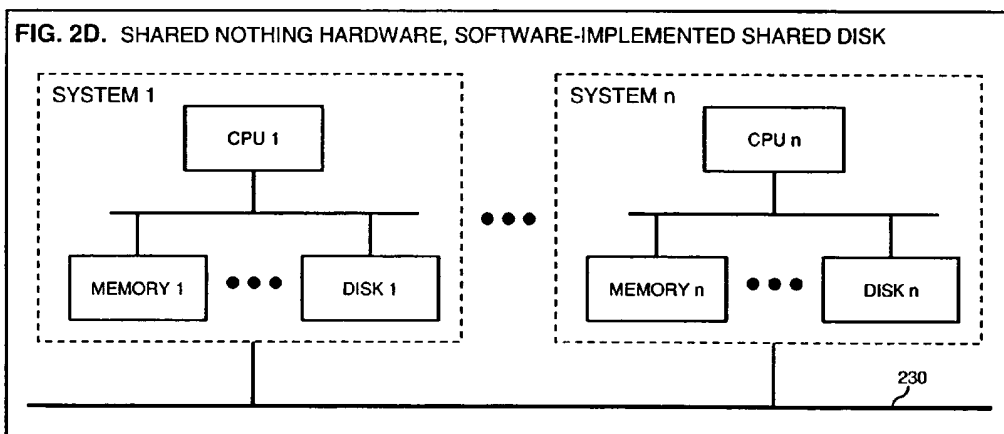 FIG. 2D. SHARED NOTHING HARDWARE, SOFTWARE-IMPLEMENTED SHARED DISK
SYSTEM 1
CPU 1
MEMORY 1
DISK 1
SYSTEM n
CPU n
MEMORY n
DISK n
230